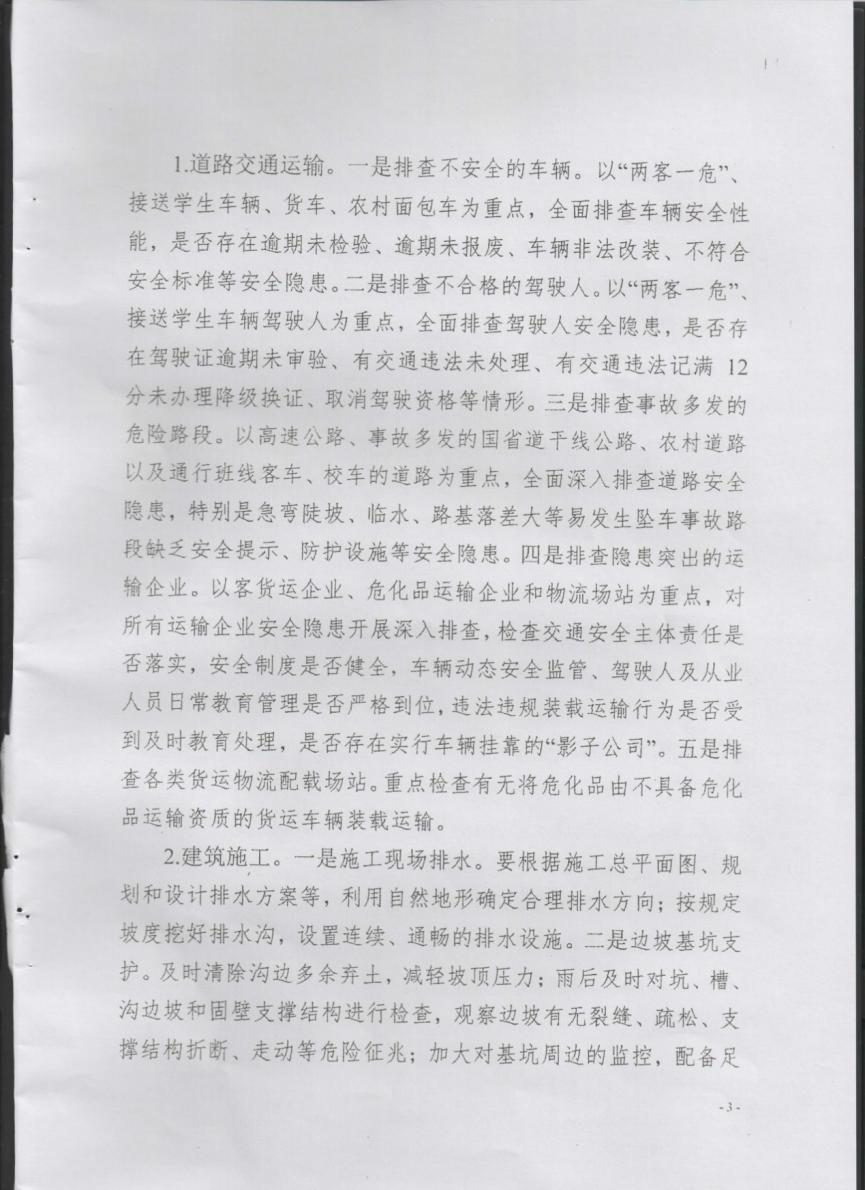 1.道路交通运输。一是排查不安全的车辆。以“两客一危”、
接送学生车辆、货车、农村面包车为重点，全面排查车辆安全性
能，是否存在逾期未检验、逾期未报废、车辆非法改装、不符合
安全标准等安全隐患。二是排查不合格的驾驶人。以“两客一危”、
接送学生车辆驾驶人为重点，全面排查驾驶人安全隐患，是否存
在驾驶证逾期未审验、有交通违法未处理、有交通违法记满 12
分未办理降级换证、取消驾驶资格等情形。三是排查事故多发的
危险路段。以高速公路、事故多发的国省道干线公路、农村道路
以及通行班线客车、校车的道路为重点，全面深入排查道路安全
隐患，特别是急弯陡坡、临水、路基落差大等易发生坠车事故路
段缺乏安全提示、防护设施等安全隐患。四是排查隐患突出的运
输企业。以客货运企业、危化品运输企业和物流场站为重点，对
所有运输企业安全隐患开展深入排查，检查交通安全主体责任是
否落实，安全制度是否健全，车辆动态安全监管、驾驶人及从业
人员日常教育管理是否严格到位，违法违规装载运输行为是否受
到及时教育处理，是否存在实行车辆挂靠的“影子公司”。五是排
查各类货运物流配载场站。重点检查有无将危化品由不具备危化
品运输资质的货运车辆装载运输。
2.建筑施工。一是施工现场排水。要根据施工总平面图、规
划和设计排水方案等，利用自然地形确定合理排水方向；按规定
坡度挖好排水沟，设置连续、通畅的排水设施。二是边坡基坑支
护。及时清除沟边多余弃土，减轻坡顶压力；雨后及时对坑、槽、
沟边坡和固壁支撑结构进行检查，观察边坡有无裂缝、疏松、支
撑结构折断、走动等危险征兆；加大对基坑周边的监控，配备足
-3-